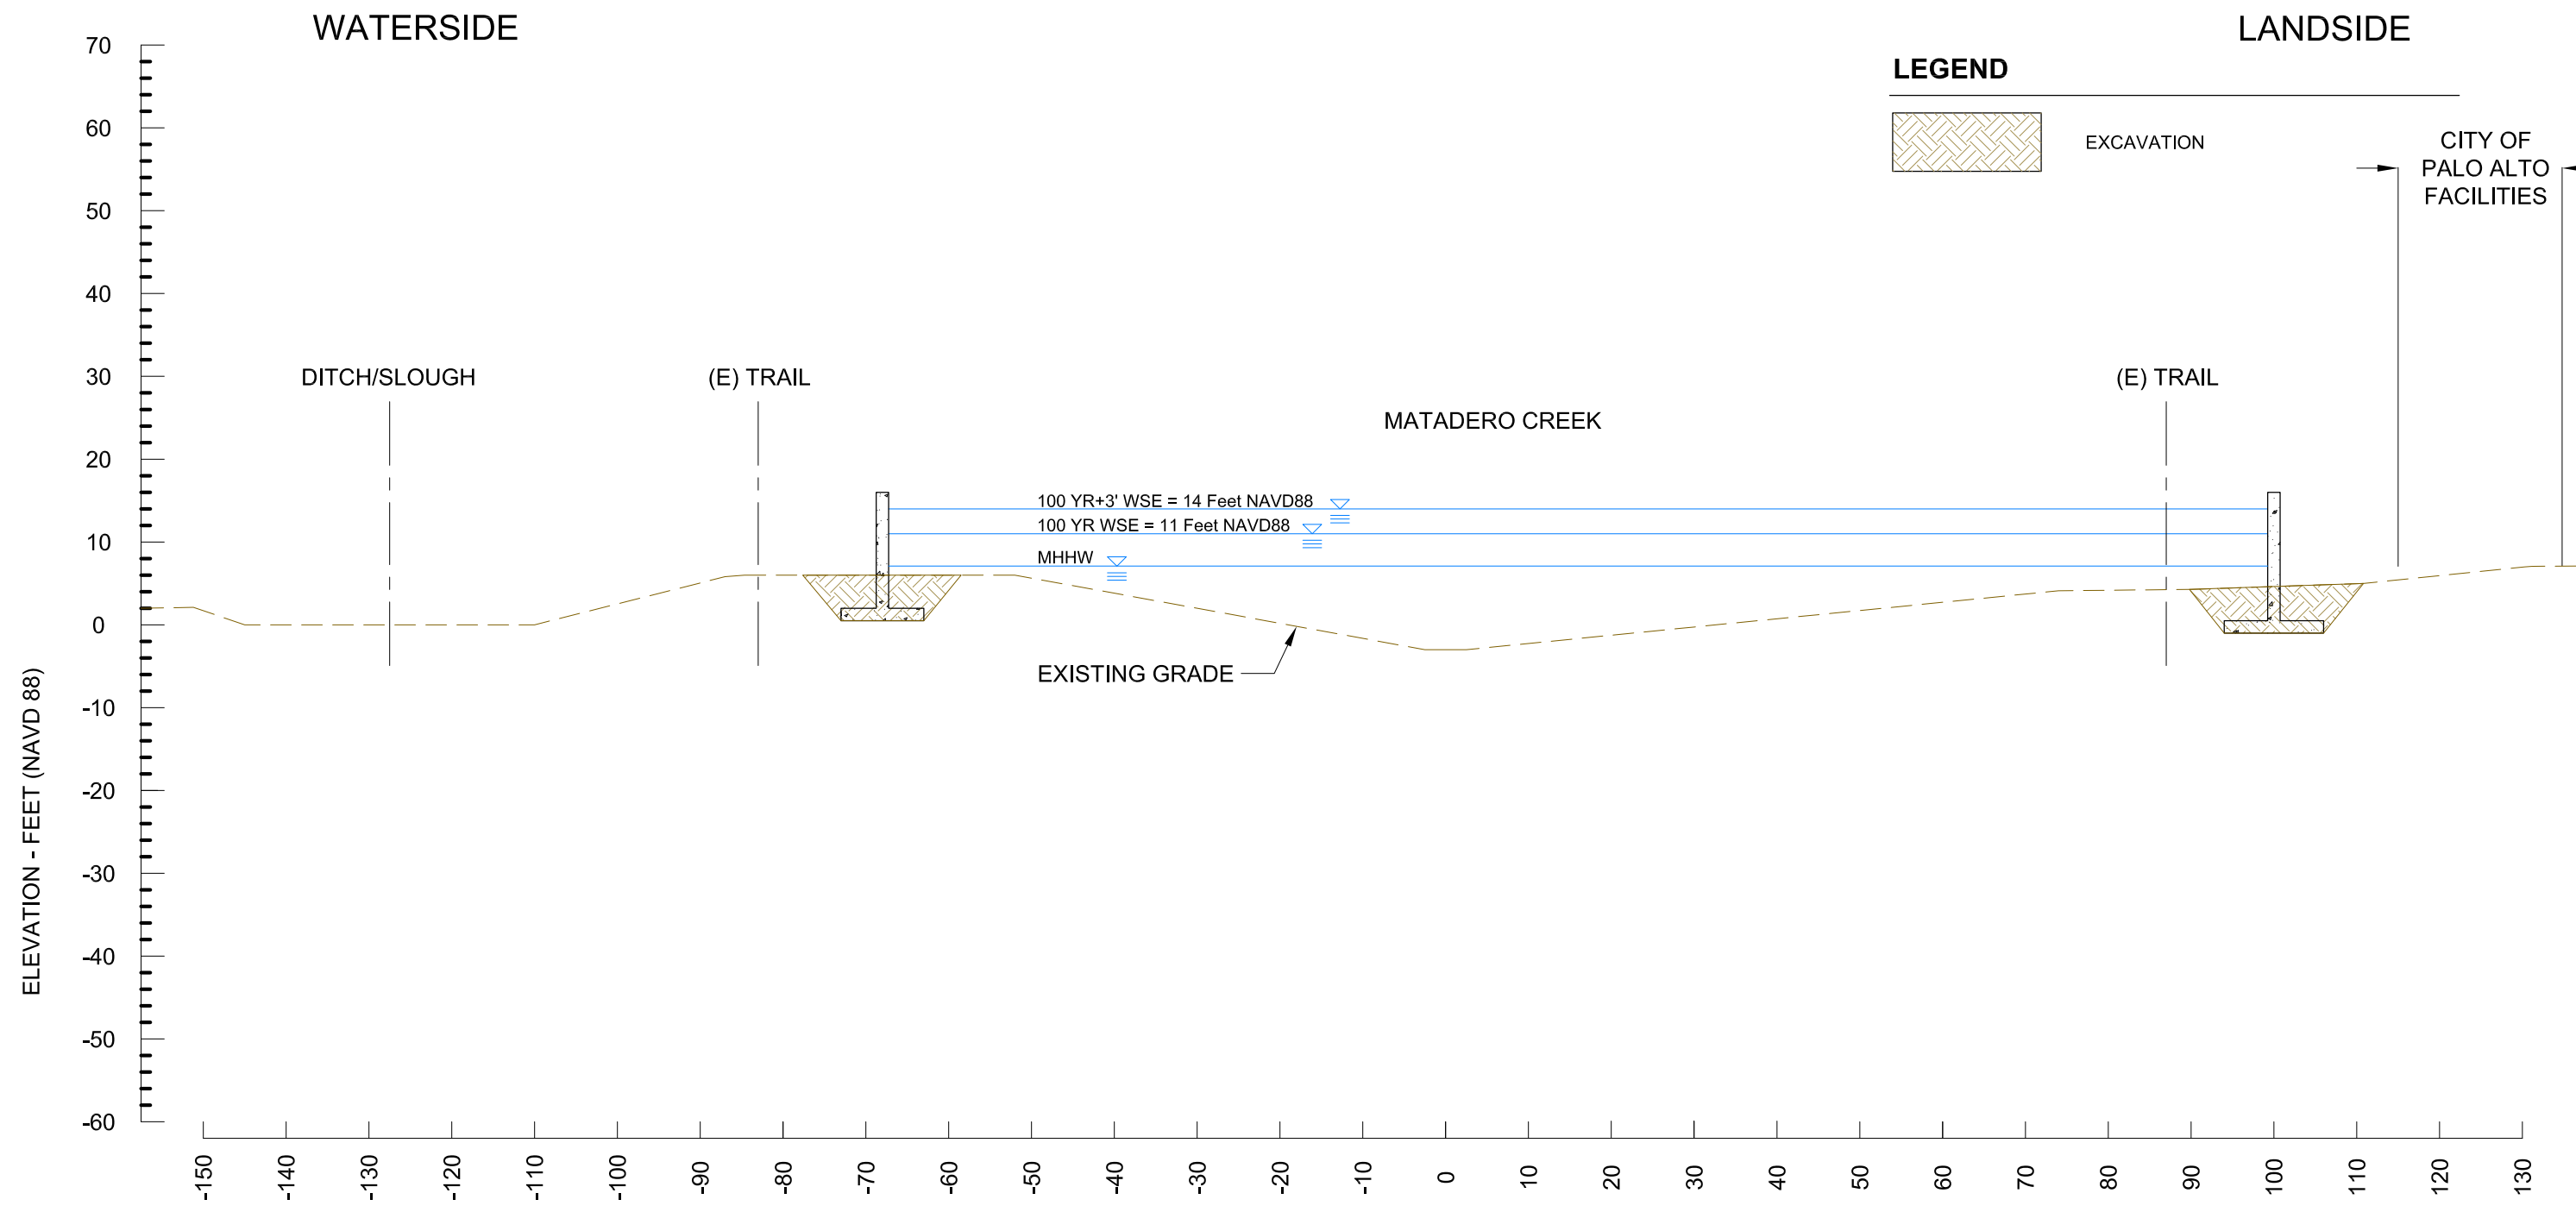 WATERSIDE
LANDSIDE
LEGEND
EXCAVATION
CITY OF
PALO ALTO
FACILITIES
70
60
50
40
30
20
10
0
-10
-20
-30
-40
-50
-60
ELEVATION - FEET (NAVD 88)
DITCH/SLOUGH
(E) TRAIL
MATADERO CREEK
(E) TRAIL
100 YR+3' WSE = 14 Feet NAVD88
100 YR WSE = 11 Feet NAVD88
MHHW
EXISTING GRADE
-150
-140
-130
-120
-110
-100
-90
-80
-70
-60
-50
-40
-30
-20
-10
0
10
20
30
40
50
60
70
80
90
100
110
120
130